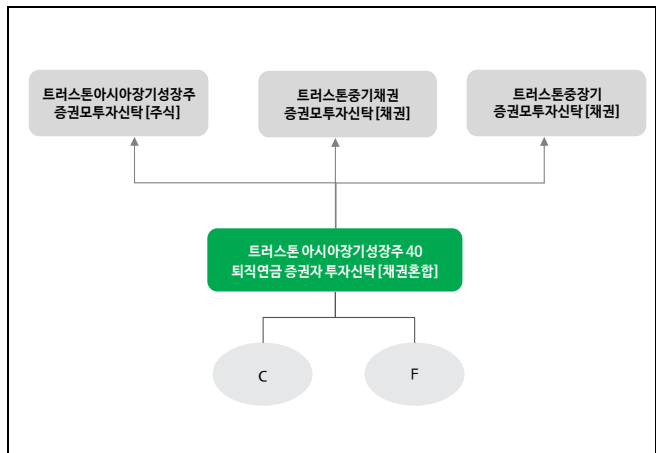 트러스톤아시아장기성장주
증권모투자신탁 [주식]
트러스톤중기채권
증권모투자신탁 [채권]
트러스톤중장기
증권모투자신탁 [채권]
트러스톤 아시아장기성장주 40
퇴직연금 증권자 투자신탁 [채권혼합]
C
F